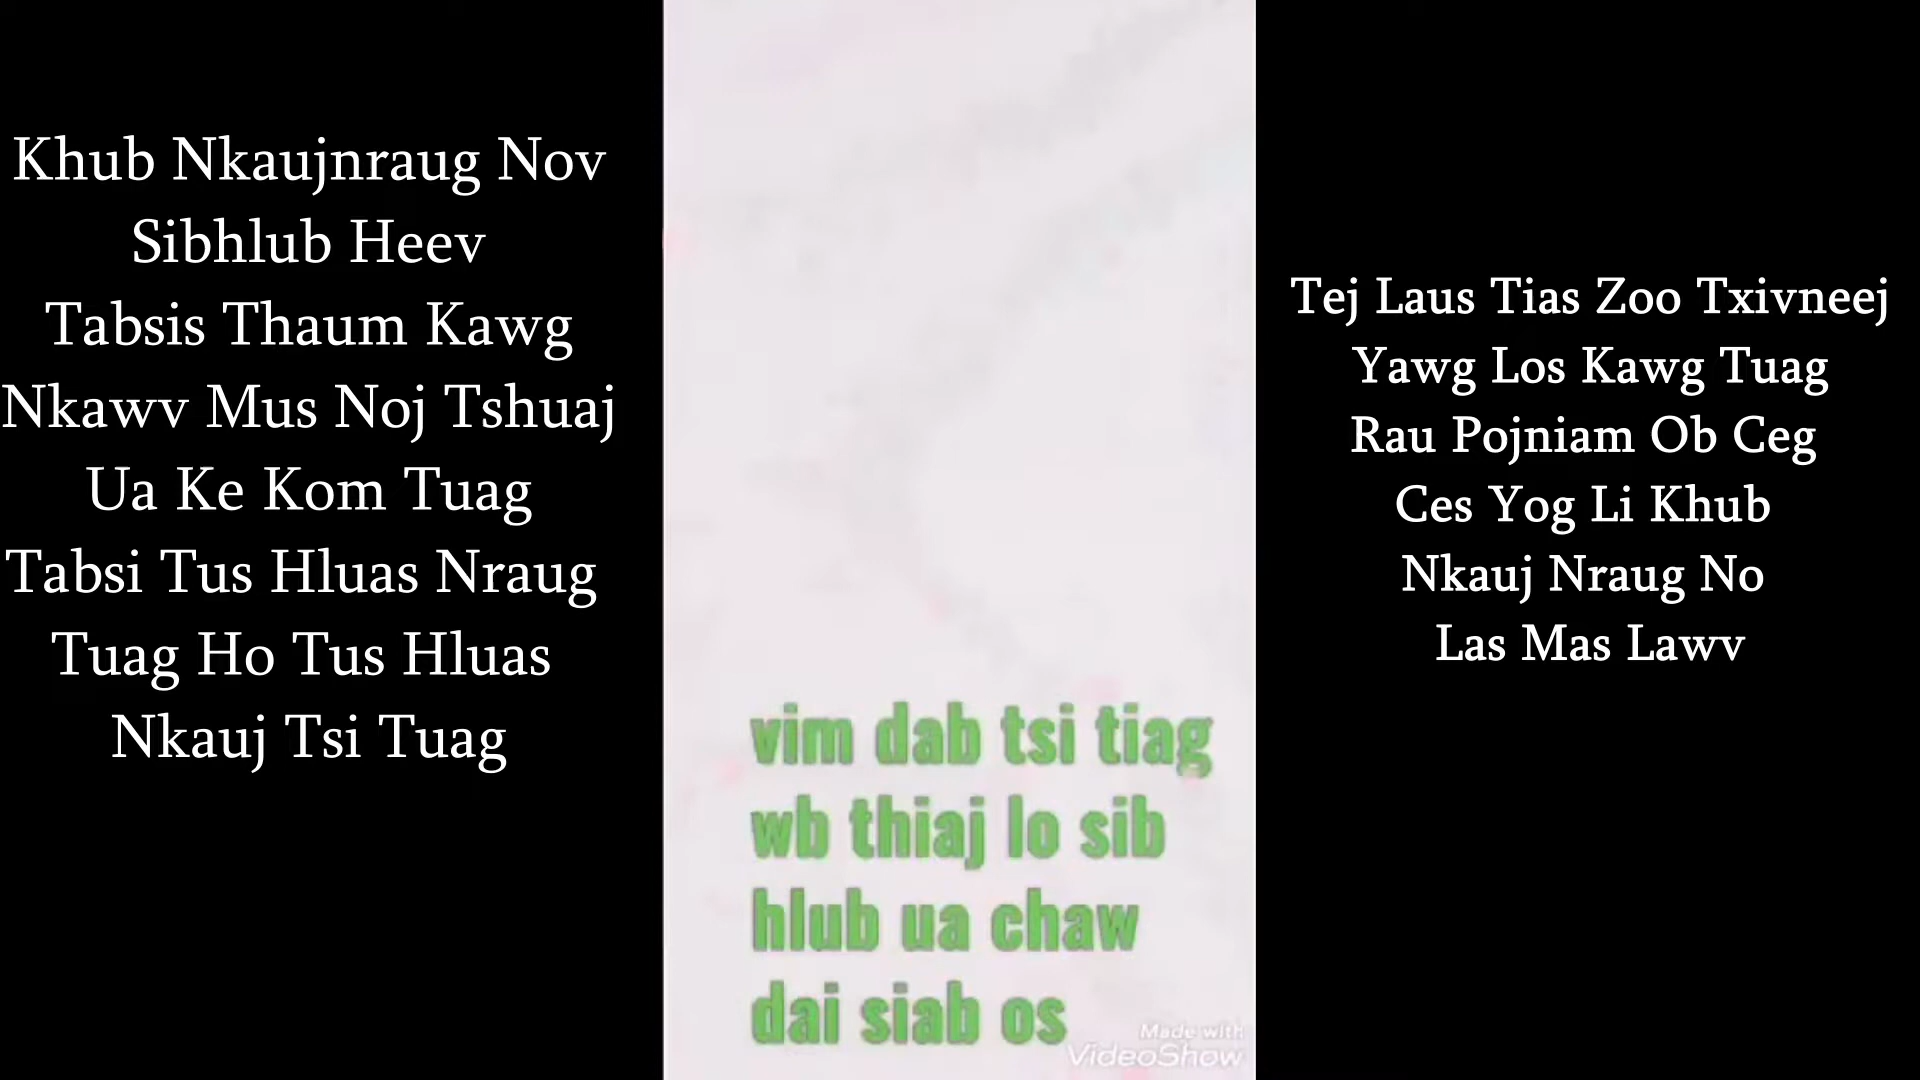 Khub Nkaujnraug Nov
Sibhlub Heev
Tabsis Thaum Kawg
Nkawv Mus Noj Tshuaj
Ua Ke Kom Tuag
Tabsi Tus Hluas Nraug
Tuag Ho Tus Hluas
Nkauj Tsi Tuag
vim dab tsi tiag
wb thiaj lo sib
hlub ua chaw
dai siab os
Made with
VideoShow
Tej Laus Tias Zoo Txivneej
Yawg Los Kawg Tuag
Rau Pojniam Ob Ceg
Ces Yog Li Khub
Nkauj Nraug No
Las Mas Lawv